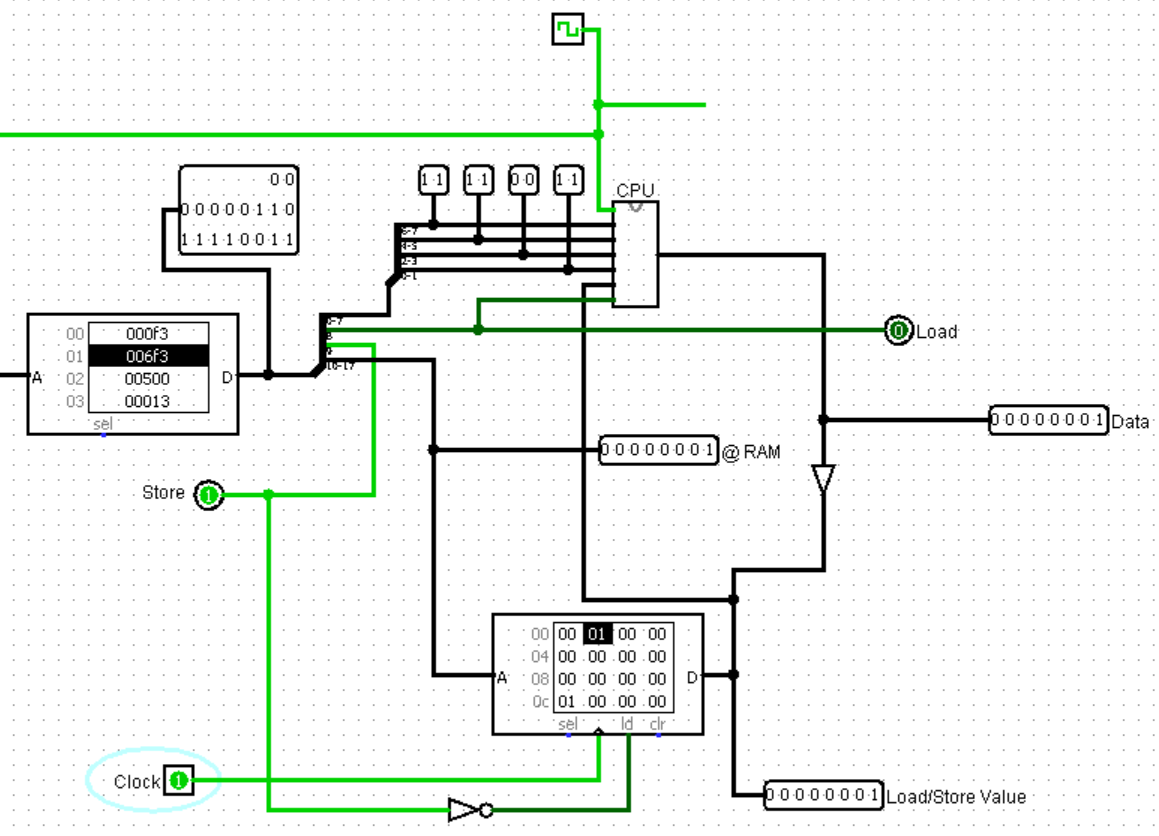 0 0
0 0 0 0 0 1 1 0
1 1 1 1 0 0 1 1
1 1
1 1
0 0
1 1
CPU
6-7
4-5
2-3
0-1
0-7
8
9
10-17
00 000f3
01 006f3
02 00500
03 00013
A
D
sel
0 Load
0 0 0 0 0 0 0 1 Data
0 0 0 0 0 0 0 1 @ RAM
Store 1
00 00 01 00 00
04 00 00 00 00
08 00 00 00 00
0c 01 00 00 00
A
D
sel ld clr
Clock 1
0 0 0 0 0 0 0 1 Load/Store Value